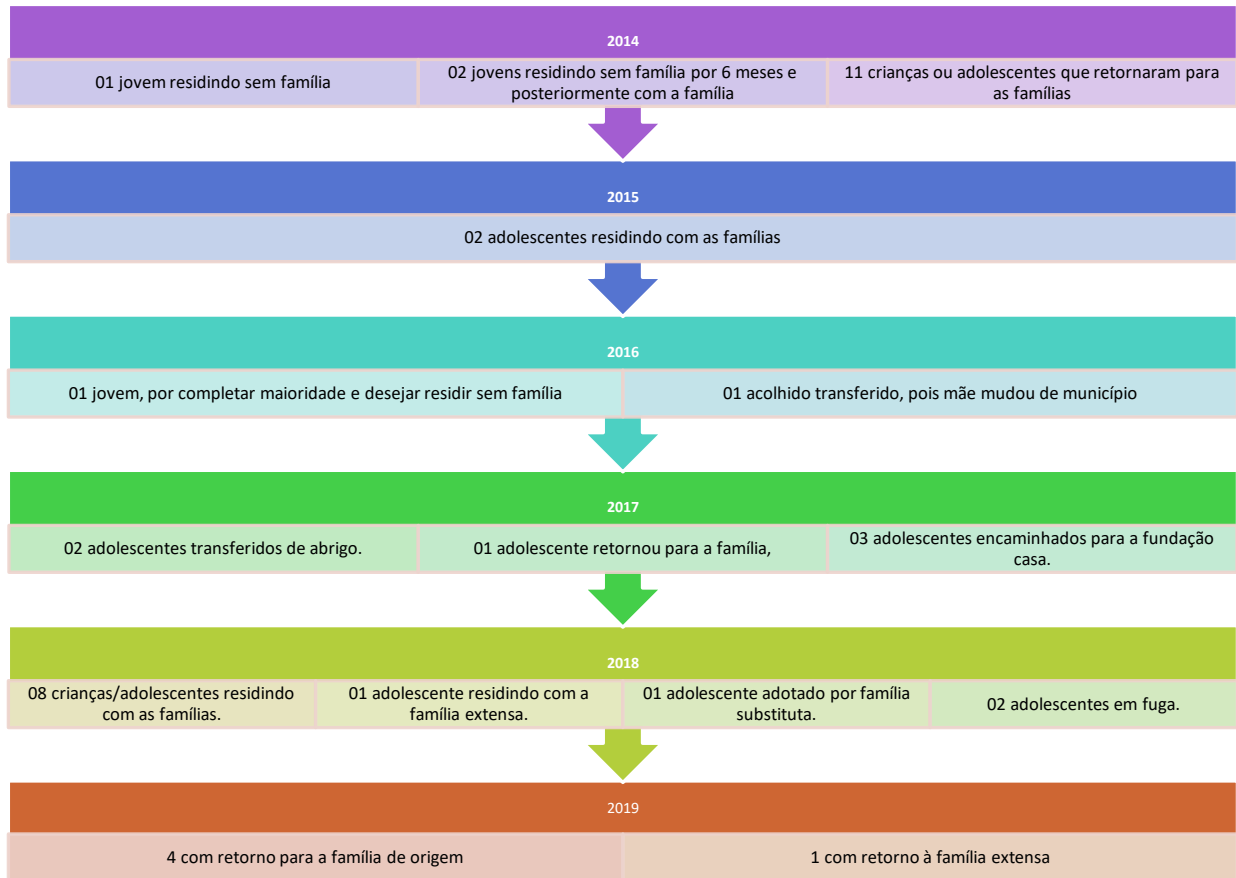 2014
01 jovem residindo sem família
02 jovens residindo sem família por 6 meses e
posteriormente com a família
11 crianças ou adolescentes que retornaram para
as famílias
2015
02 adolescentes residindo com as famílias
2016
01 jovem, por completar maioridade e desejar residir sem família
01 acolhido transferido, pois mãe mudou de município
2017
02 adolescentes transferidos de abrigo.
01 adolescente retornou para a família,
03 adolescentes encaminhados para a fundação
casa.
2018
08 crianças/adolescentes residindo
com as famílias.
01 adolescente residindo com a
família extensa.
01 adolescente adotado por família
substituta.
02 adolescentes em fuga.
2019
4 com retorno para a família de origem
1 com retorno à família extensa